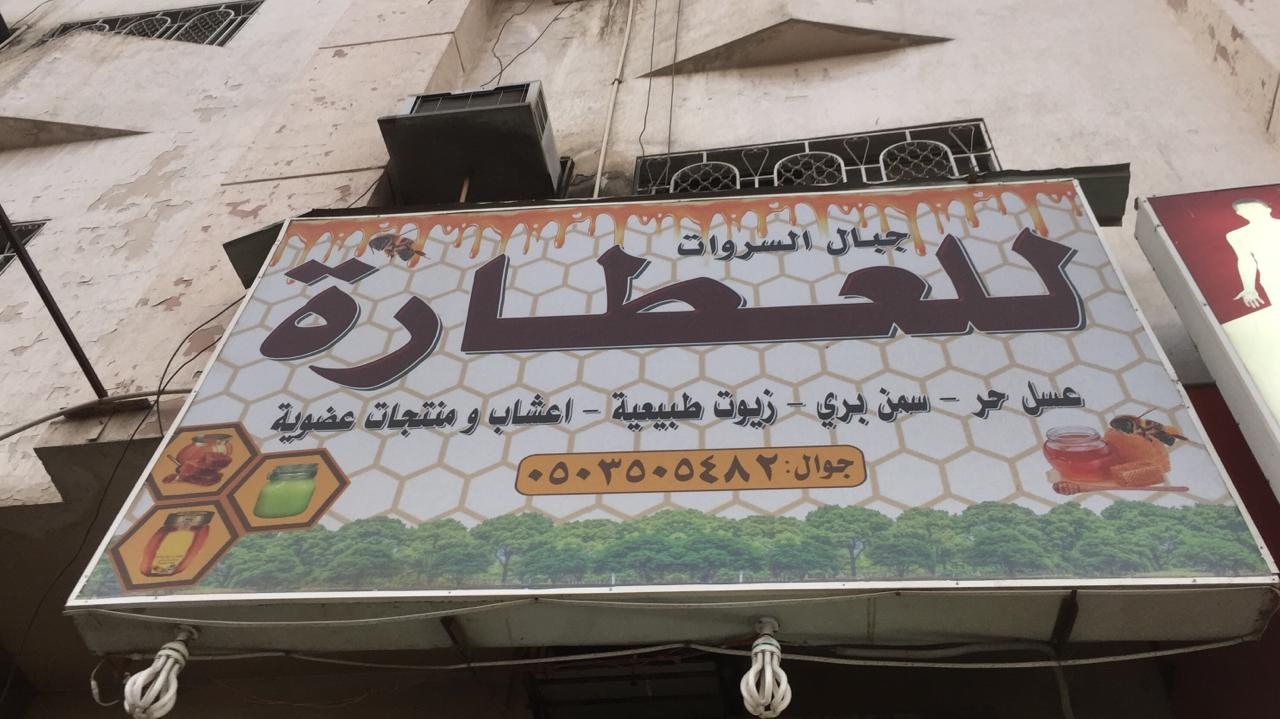 جبال السروات
للعطارة
عسل حر - سمن بري - زيوت طبيعية - اعشاب و منتجات عضوية
جوال: ٠٥٠٣٥٠٥٤٨٢